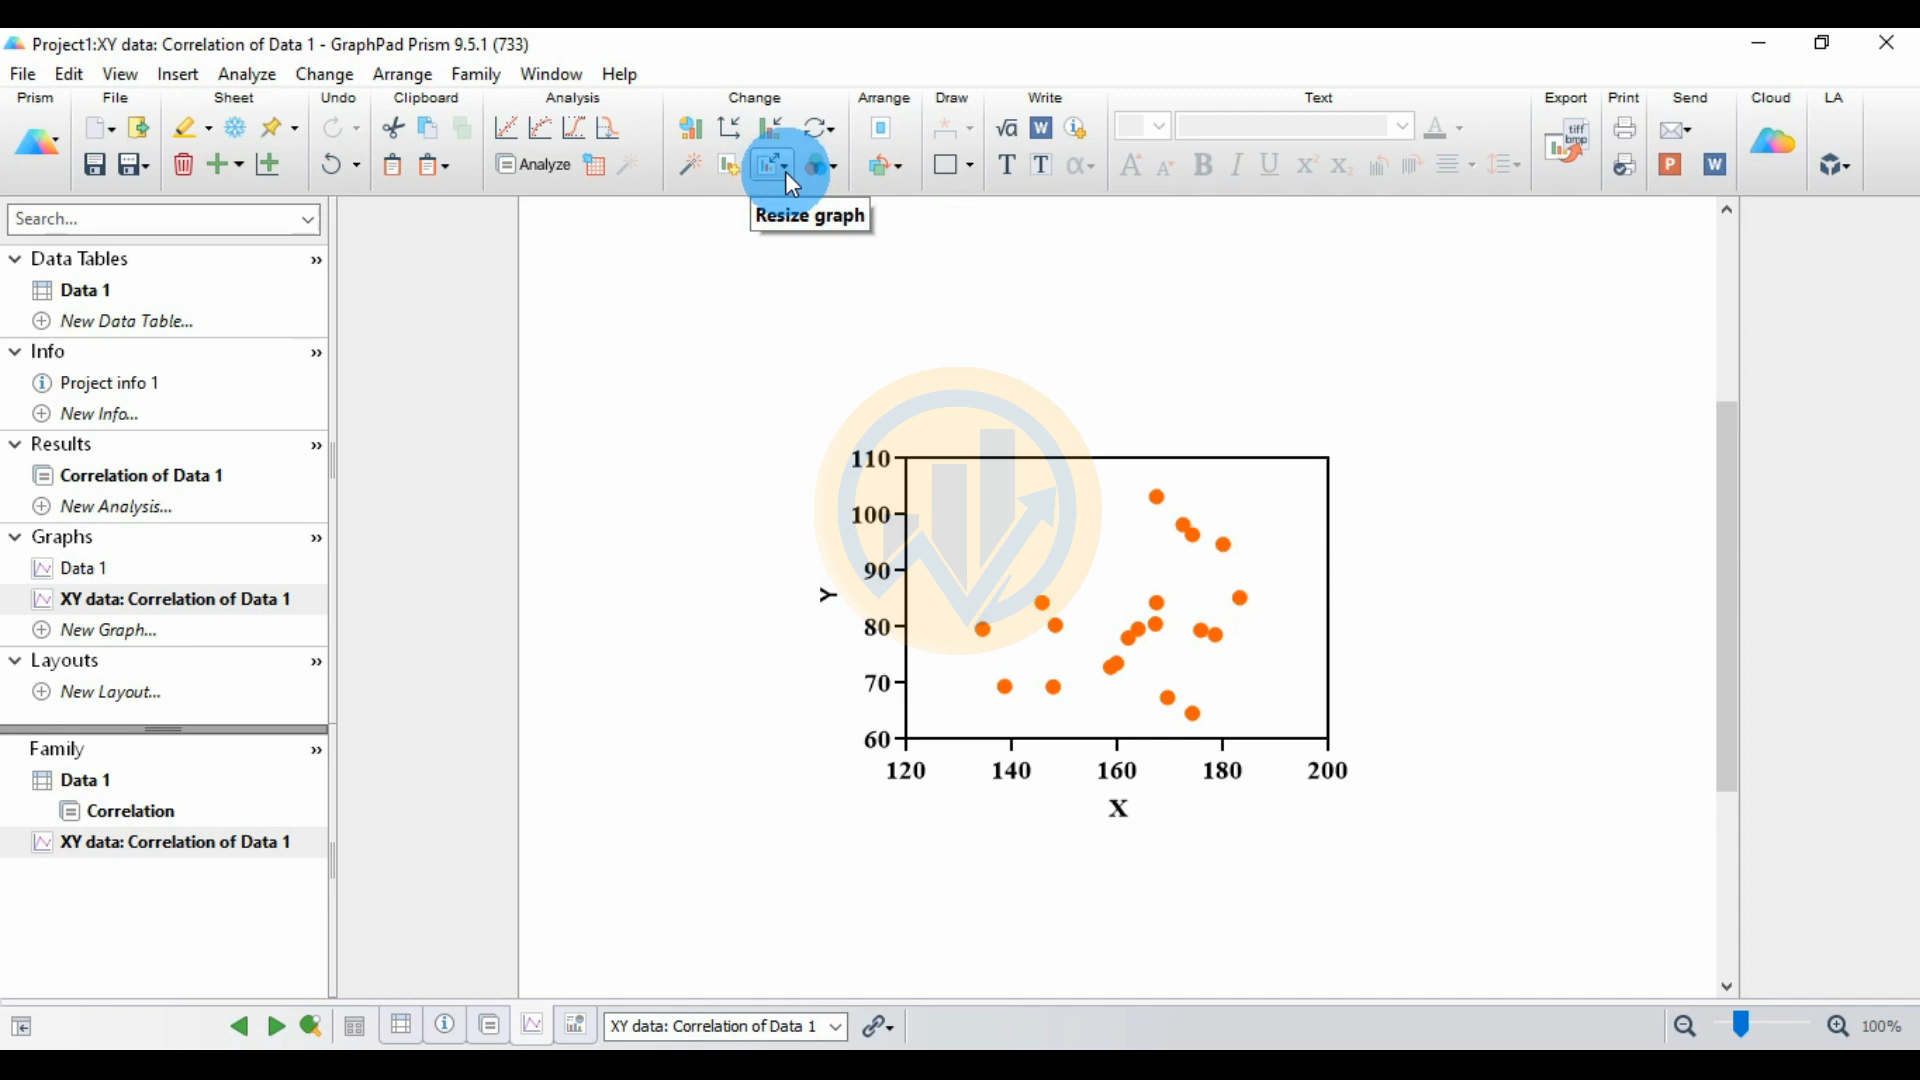 Project1:XY data: Correlation of Data 1 - GraphPad Prism 9.5.1 (733)
File Edit View Insert Analyze Change Arrange Family Window Help
Prism File Sheet Undo Clipboard Analysis Change Arrange Draw Write Text Export Print Send Cloud LA
tiff
bmp
Analyze
Resize graph
Search...
Data Tables
Data 1
New Data Table...
Info
Project info 1
New Info...
Results
Correlation of Data 1
New Analysis...
Graphs
Data 1
XY data: Correlation of Data 1
New Graph...
Layouts
New Layout...
Family
Data 1
Correlation
XY data: Correlation of Data 1
110
100
90
80
70
60
Y
120 140 160 180 200
X
XY data: Correlation of Data 1
100%